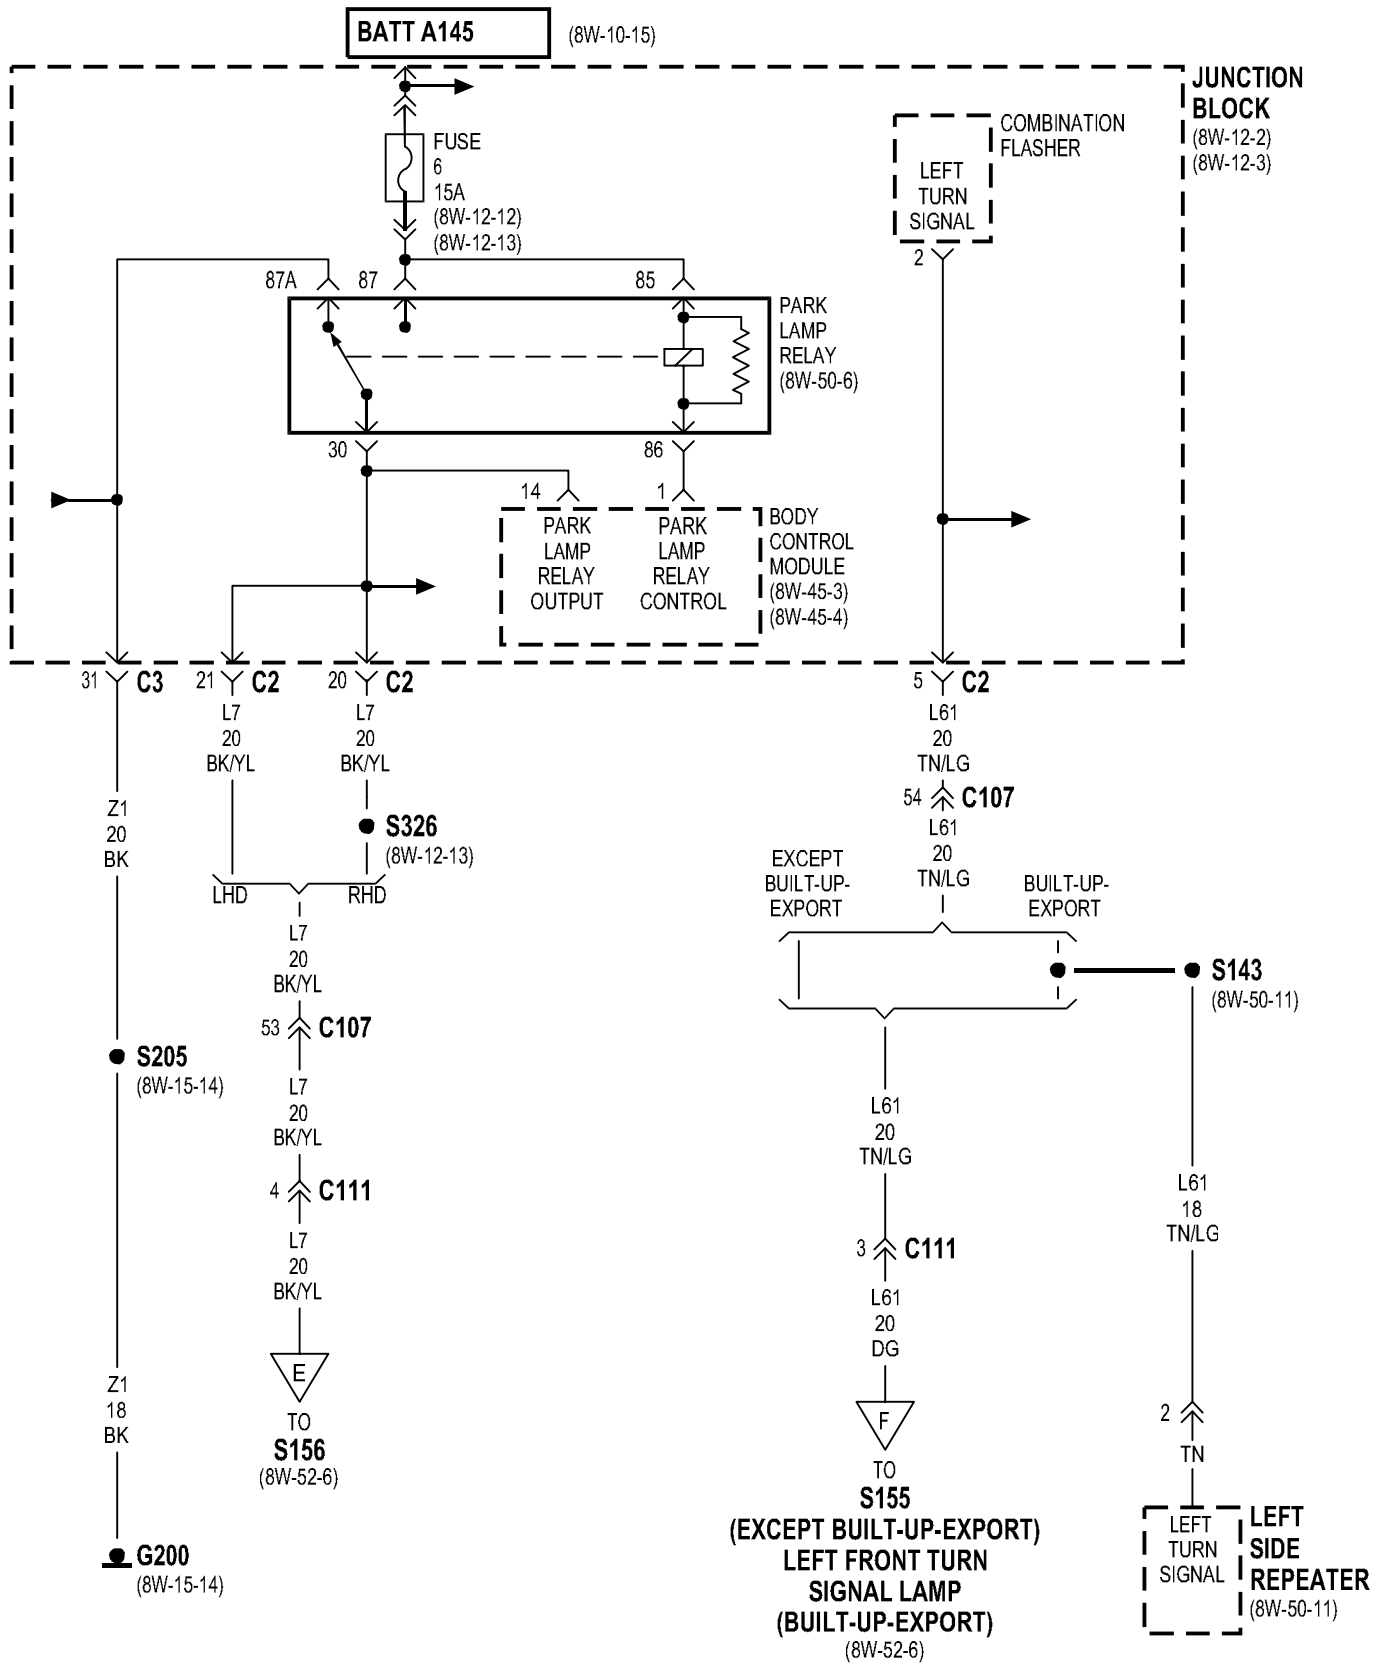 BATT A145
(8W-10-15)
JUNCTION
BLOCK
(8W-12-2)
(8W-12-3)
FUSE
6
15A
(8W-12-12)
(8W-12-13)
COMBINATION
FLASHER
LEFT
TURN
SIGNAL
2
87A
87
85
PARK
LAMP
RELAY
(8W-50-6)
30
86
14
1
PARK
LAMP
RELAY
OUTPUT
PARK
LAMP
RELAY
CONTROL
BODY
CONTROL
MODULE
(8W-45-3)
(8W-45-4)
31
C3
21
C2
20
C2
5
C2
L7
20
BK/YL
L7
20
BK/YL
L61
20
TN/LG
54
C107
L61
20
TN/LG
Z1
20
BK
S326
(8W-12-13)
LHD
RHD
EXCEPT
BUILT-UP-
EXPORT
BUILT-UP-
EXPORT
L7
20
BK/YL
S143
(8W-50-11)
53
C107
S205
(8W-15-14)
L7
20
BK/YL
L61
20
TN/LG
4
C111
L61
18
TN/LG
3
C111
L7
20
BK/YL
L61
20
DG
E
TO
S156
(8W-52-6)
Z1
18
BK
F
TO
S155
(EXCEPT BUILT-UP-EXPORT)
LEFT FRONT TURN
SIGNAL LAMP
(BUILT-UP-EXPORT)
(8W-52-6)
2
TN
LEFT
TURN
SIGNAL
LEFT
SIDE
REPEATER
(8W-50-11)
G200
(8W-15-14)